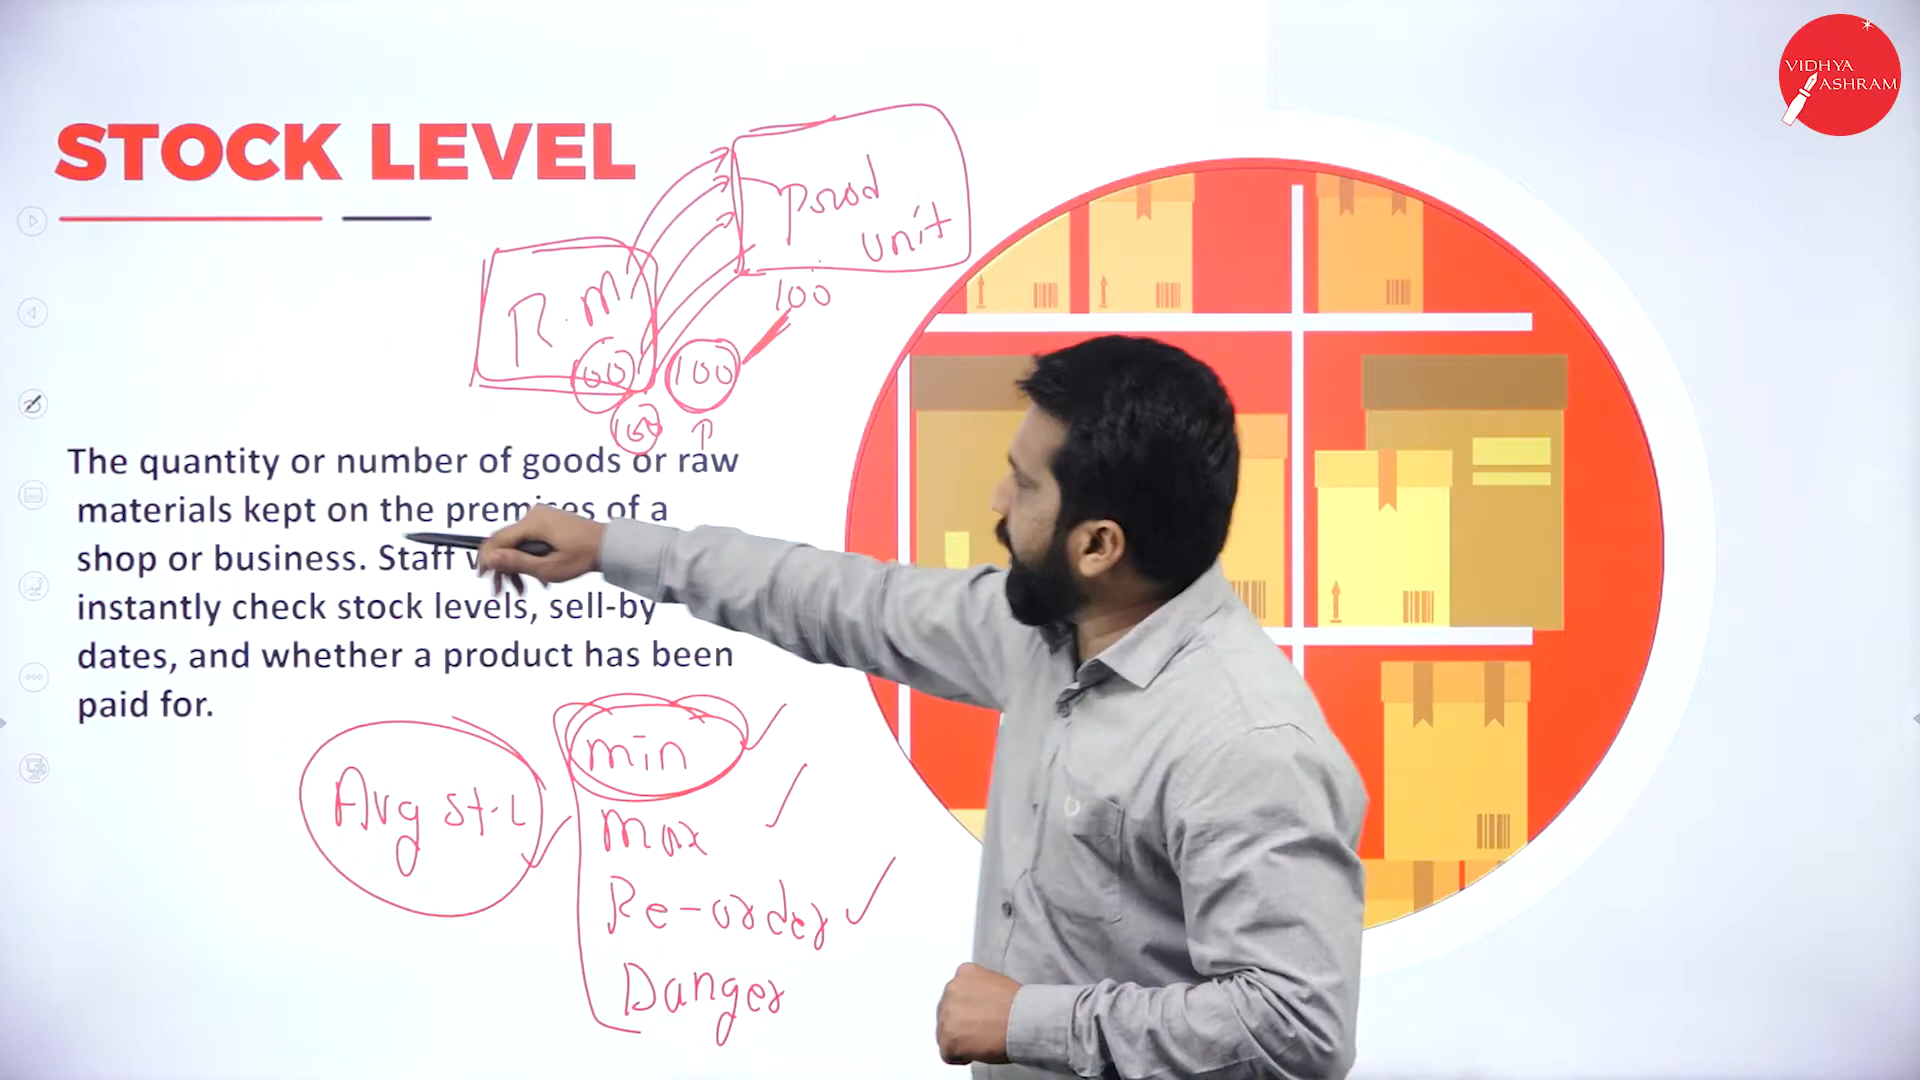 VIDHYA
ASHRAM
STOCK LEVEL
Prod
unit
R.M
100
100
The quantity or number of goods or raw
materials kept on the premises of a
shop or business. Staff
instantly check stock levels, sell-by
dates, and whether a product has been
paid for.
min
Avg st.L
Max
Re-order
Danger